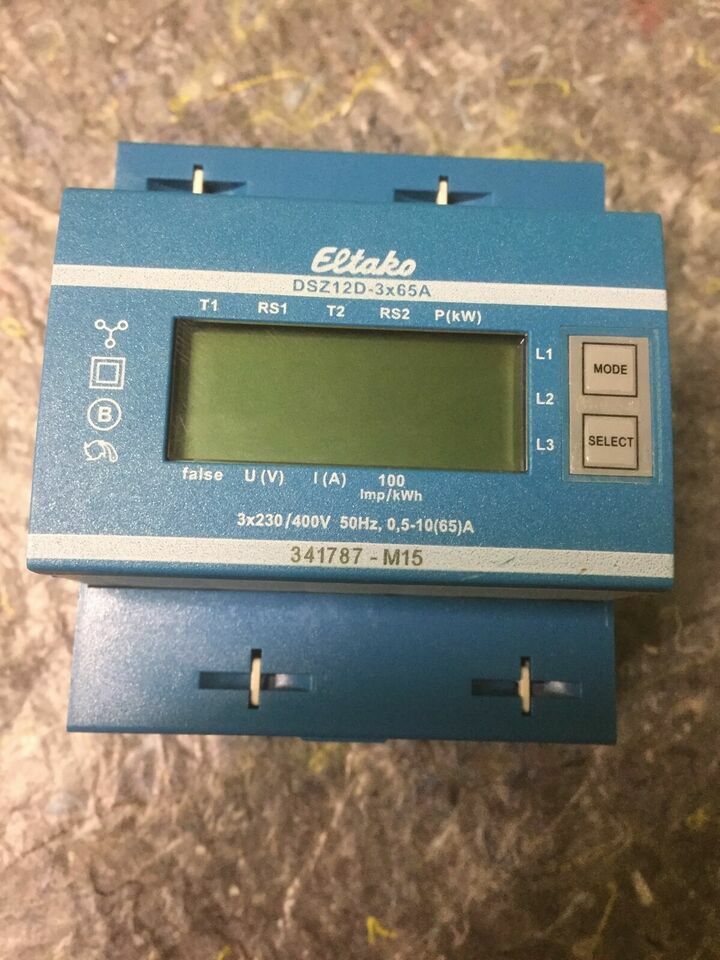 Eltako
DSZ12D-3x65A
T1 RS1 T2 RS2 P(kW)
L1
MODE
L2
B
SELECT
L3
false U (V) I (A) 100
Imp/kWh
3x230/400V 50Hz, 0,5-10(65)A
341787 - M15